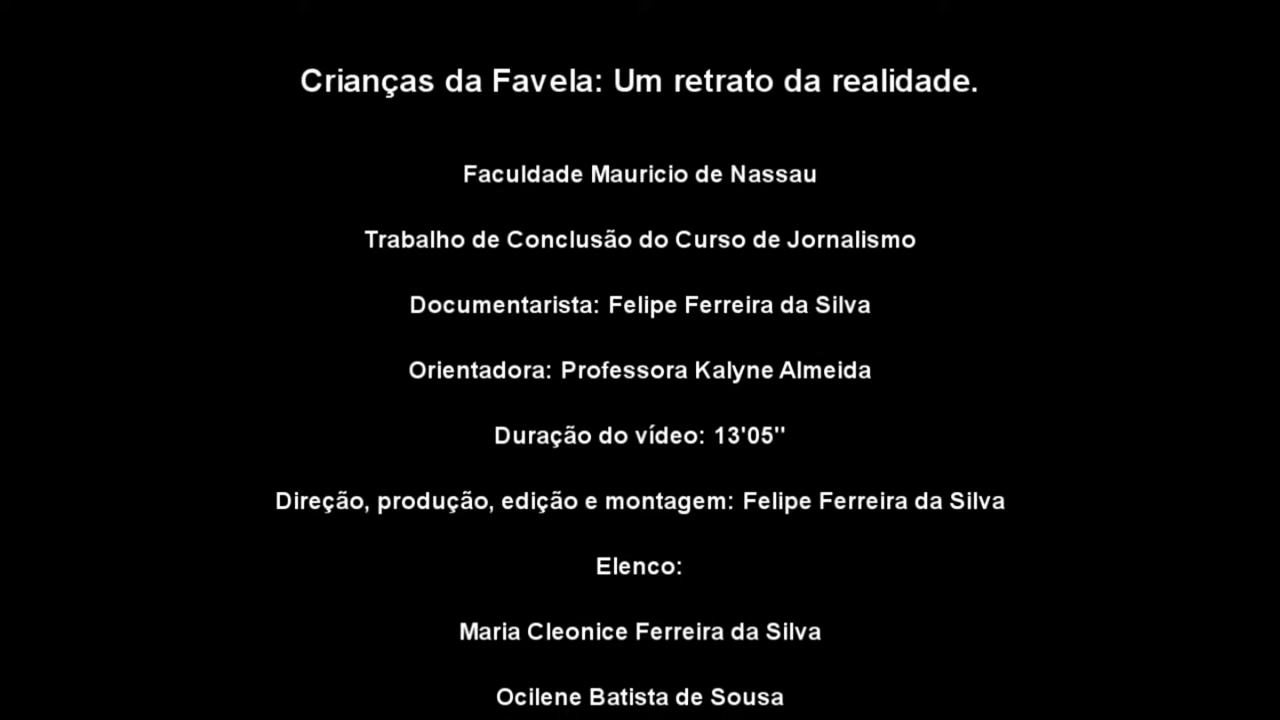 Crianças da Favela: Um retrato da realidade.
Faculdade Mauricio de Nassau
Trabalho de Conclusão do Curso de Jornalismo
Documentarista: Felipe Ferreira da Silva
Orientadora: Professora Kalyne Almeida
Duração do vídeo: 13'05''
Direção, produção, edição e montagem: Felipe Ferreira da Silva
Elenco:
Maria Cleonice Ferreira da Silva
Ocilene Batista de Sousa